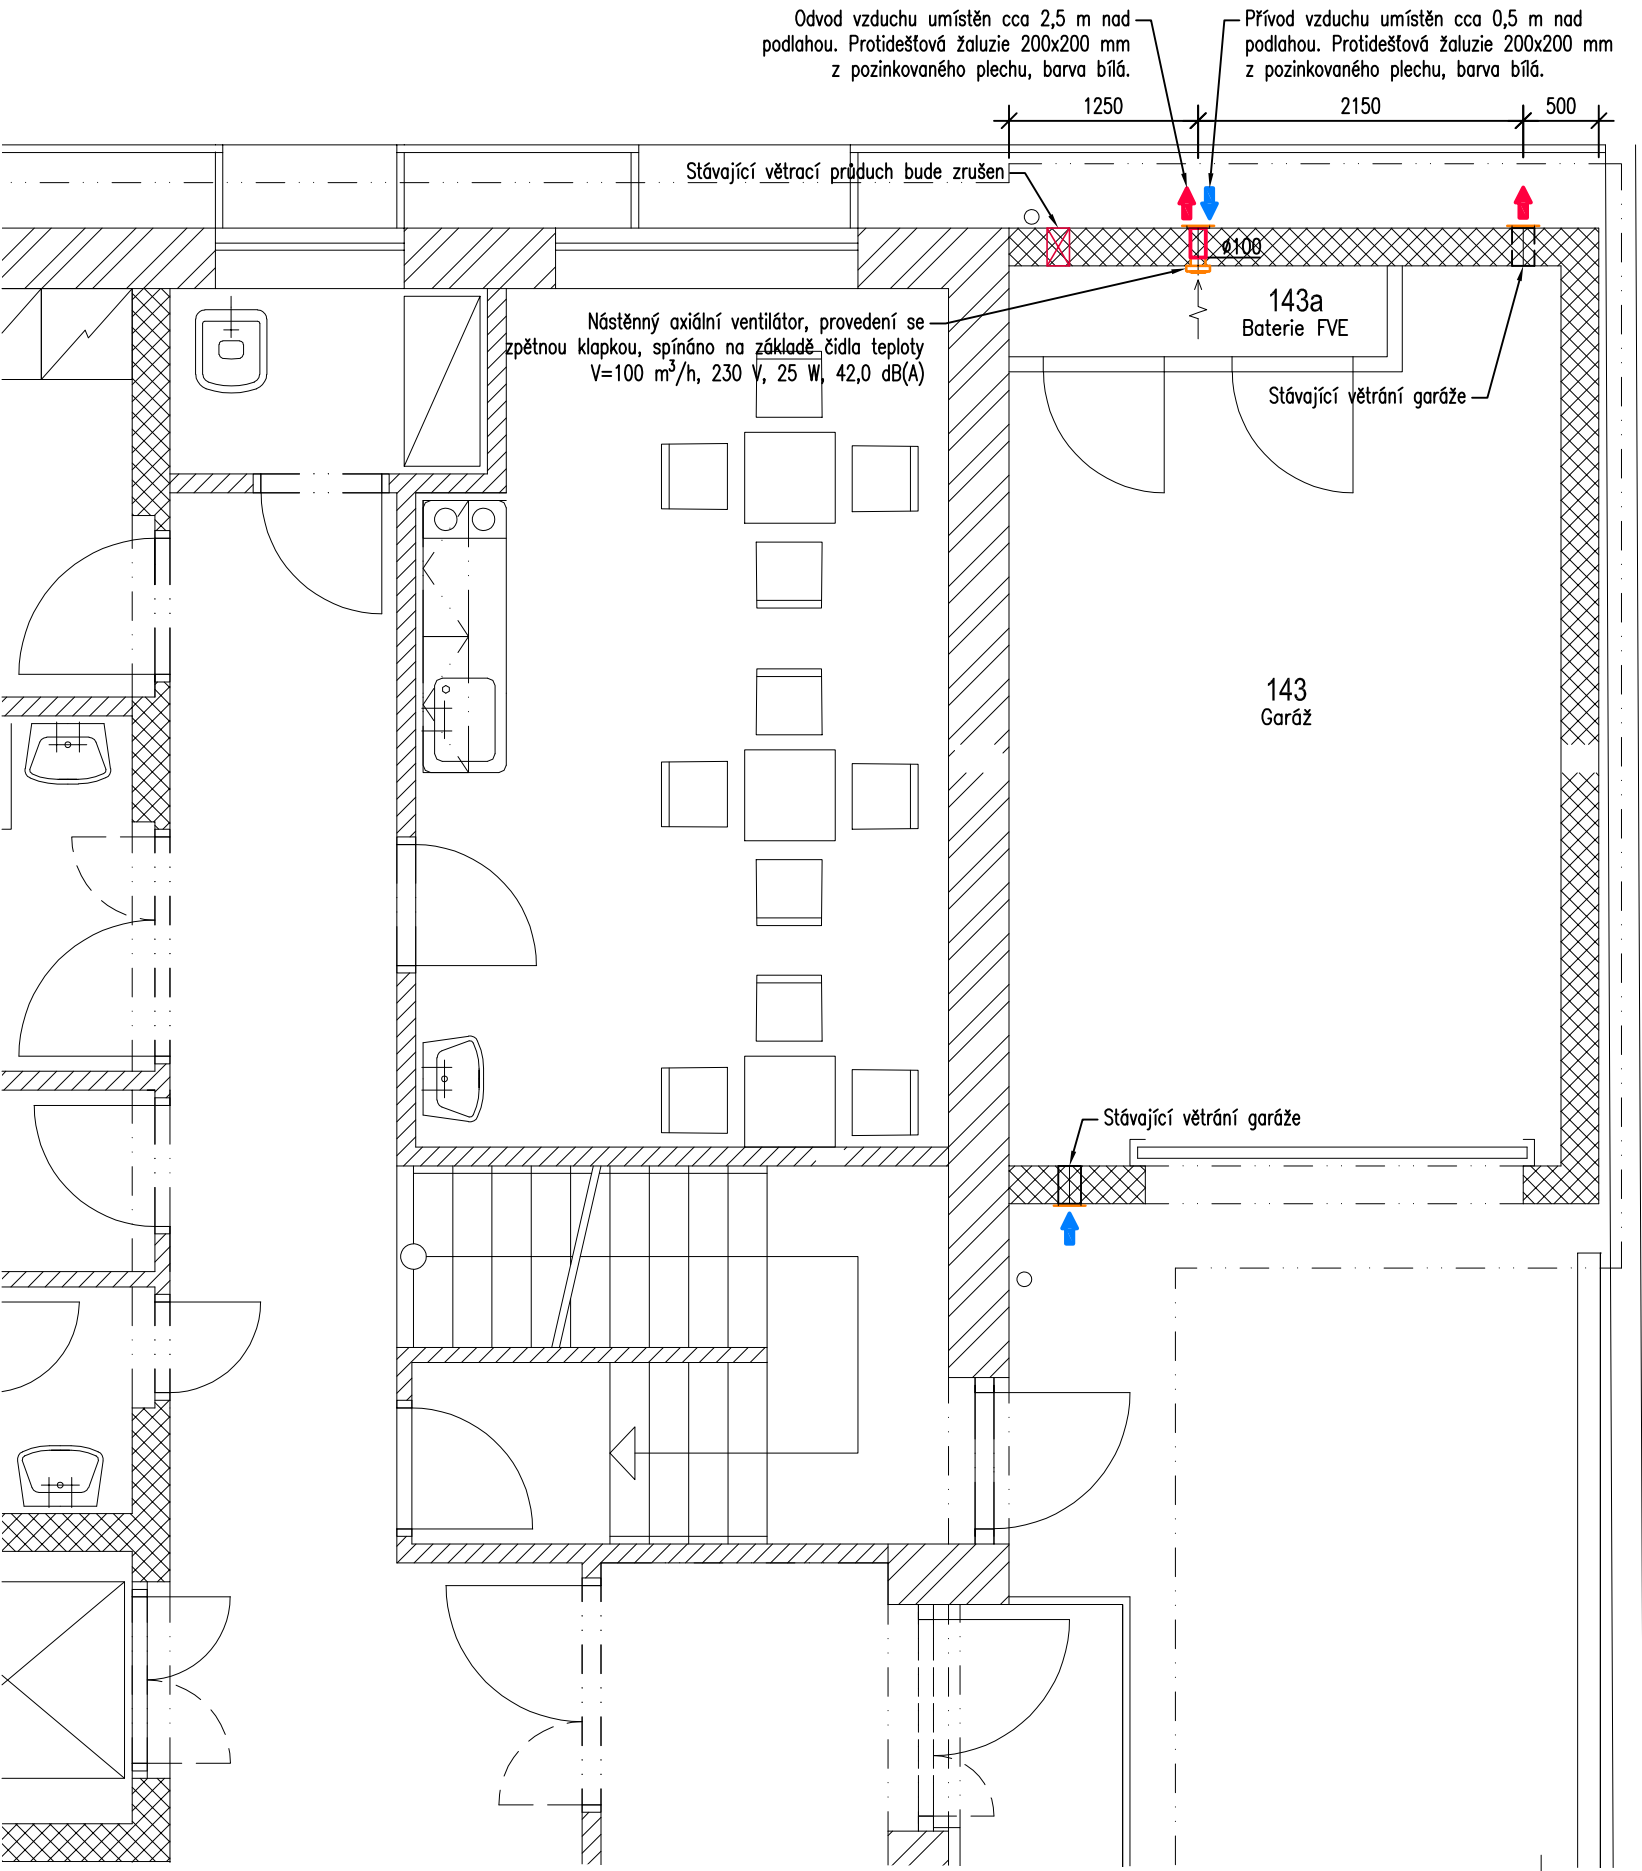 Odvod vzduchu umístěn cca 2,5 m nad
podlahou. Protidešťová žaluzie 200x200 mm
z pozinkovaného plechu, barva bílá.
Přívod vzduchu umístěn cca 0,5 m nad
podlahou. Protidešťová žaluzie 200x200 mm
z pozinkovaného plechu, barva bílá.
1250
2150
500
Stávající větrací průduch bude zrušen
ø100
143a
Baterie FVE
Nástěnný axiální ventilátor, provedení se
zpětnou klapkou, spínáno na základě čidla teploty
V=100 m³/h, 230 V, 25 W, 42,0 dB(A)
Stávající větrání garáže
143
Garáž
Stávající větrání garáže